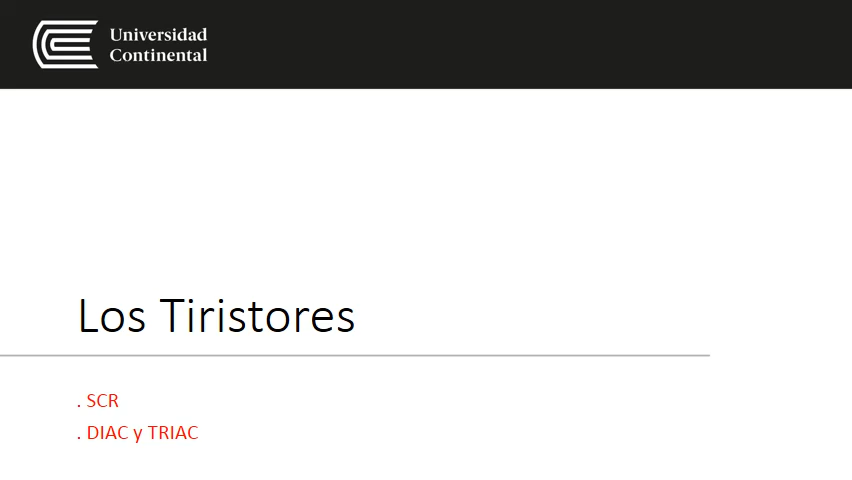 Universidad
Continental
Los Tiristores
. SCR
. DIAC y TRIAC